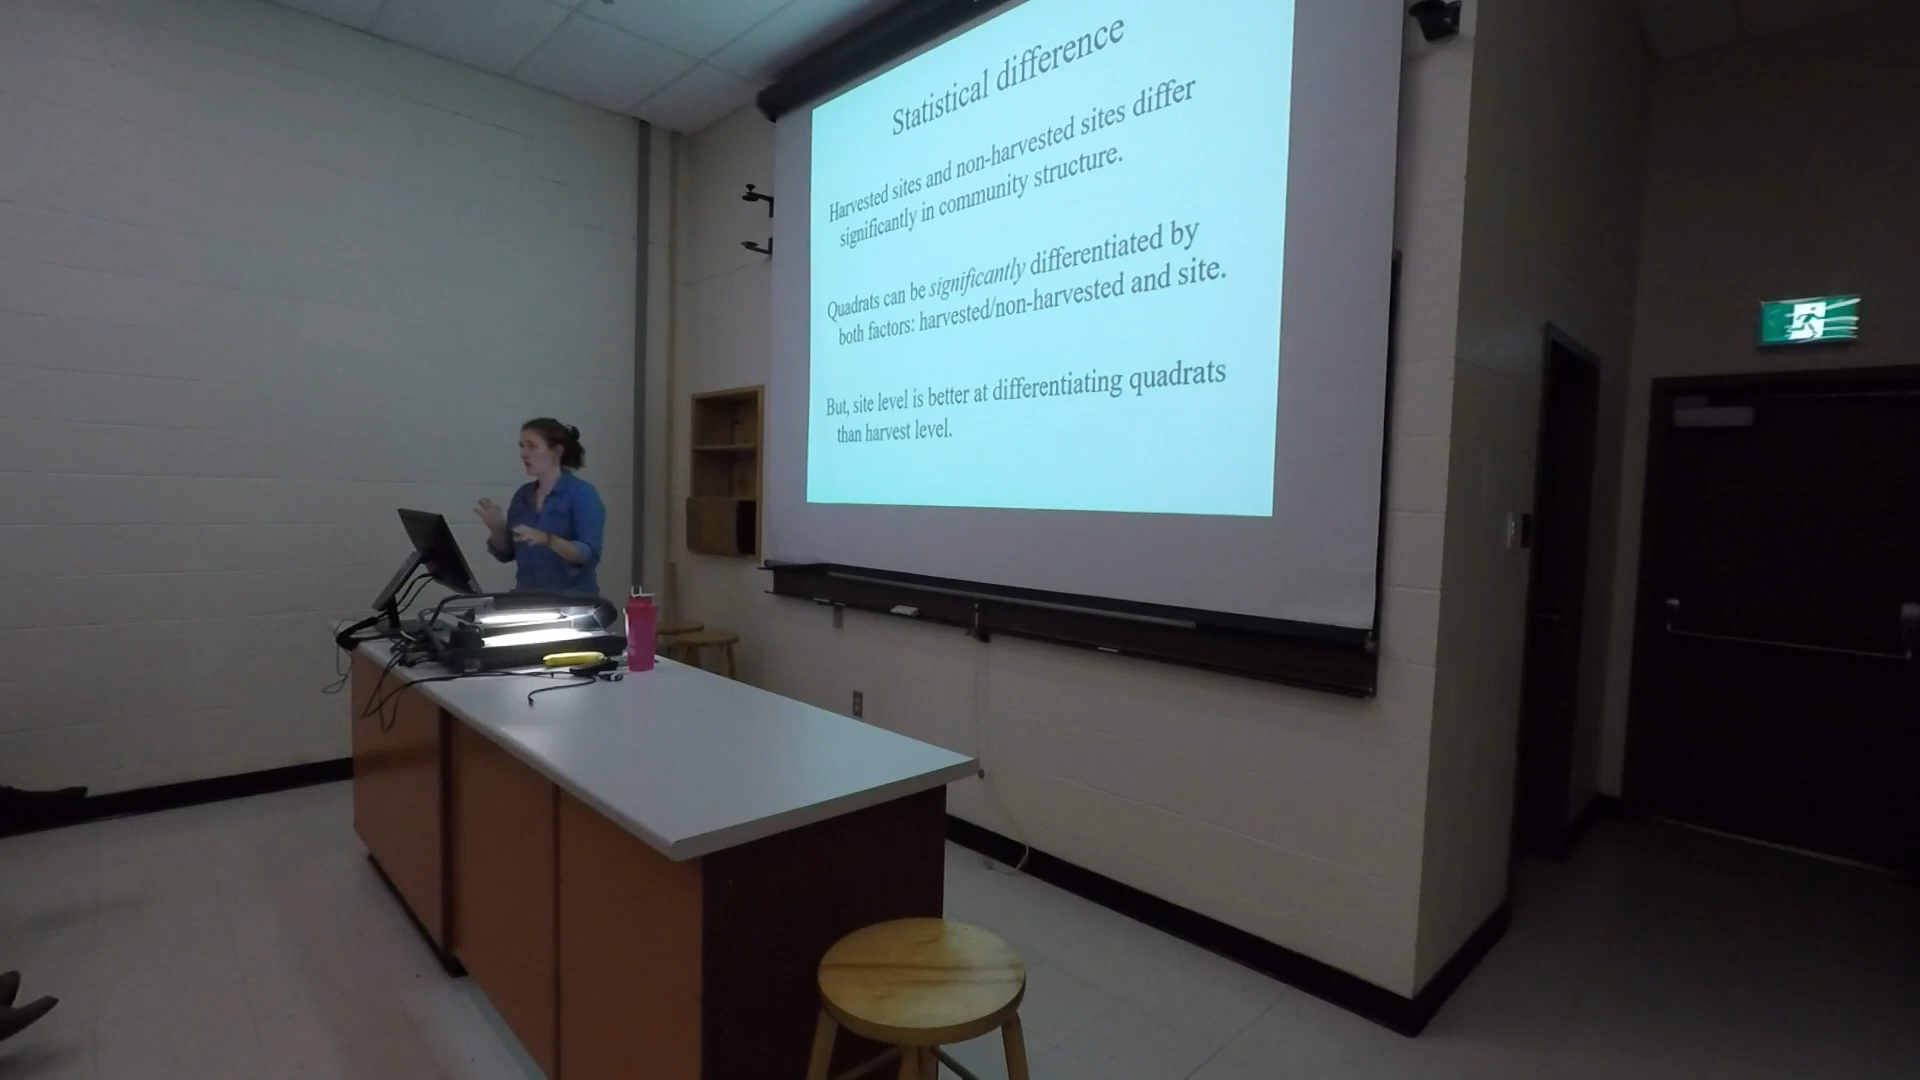 Statistical difference
Harvested sites and non-harvested sites differ
significantly in community structure.
Quadrats can be significantly differentiated by
both factors: harvested/non-harvested and site.
But, site level is better at differentiating quadrats
than harvest level.